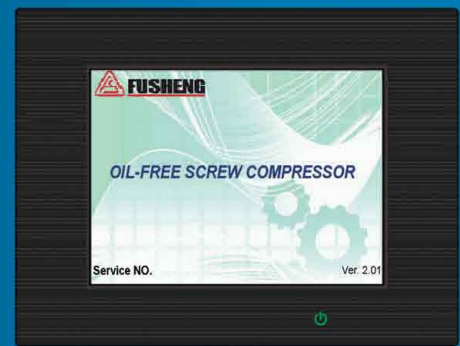 FUSHENG
OIL-FREE SCREW COMPRESSOR
Service NO. Ver. 2.01